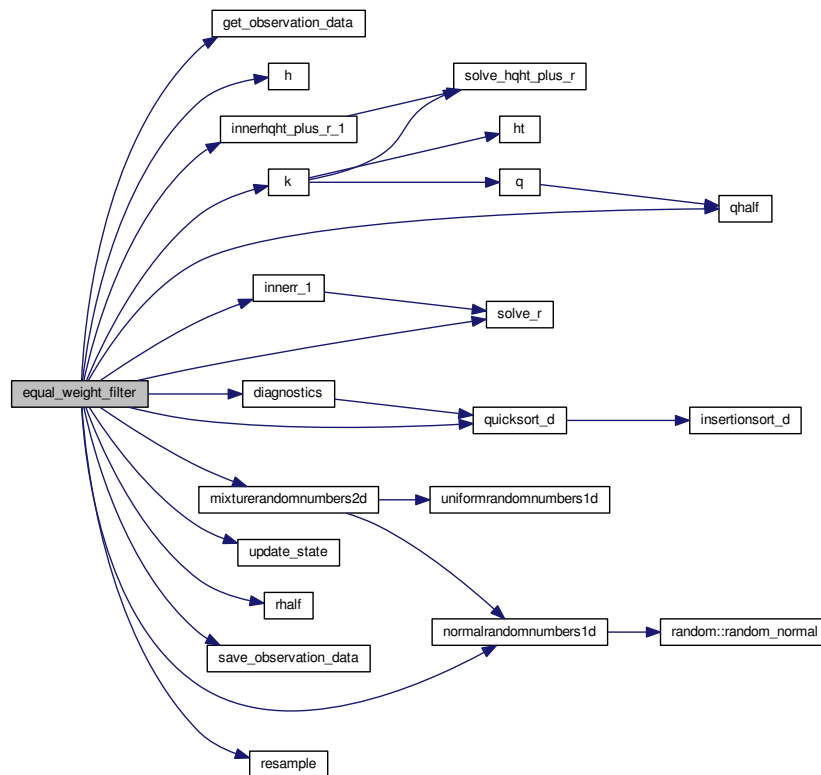 get_observation_data
h
solve_hqht_plus_r
innerhqht_plus_r_1
ht
k
q
qhalf
innerr_1
solve_r
equal_weight_filter
diagnostics
quicksort_d
insertionsort_d
mixturerandomnumbers2d
uniformrandomnumbers1d
update_state
rhalf
normalrandomnumbers1d
random::random_normal
save_observation_data
resample